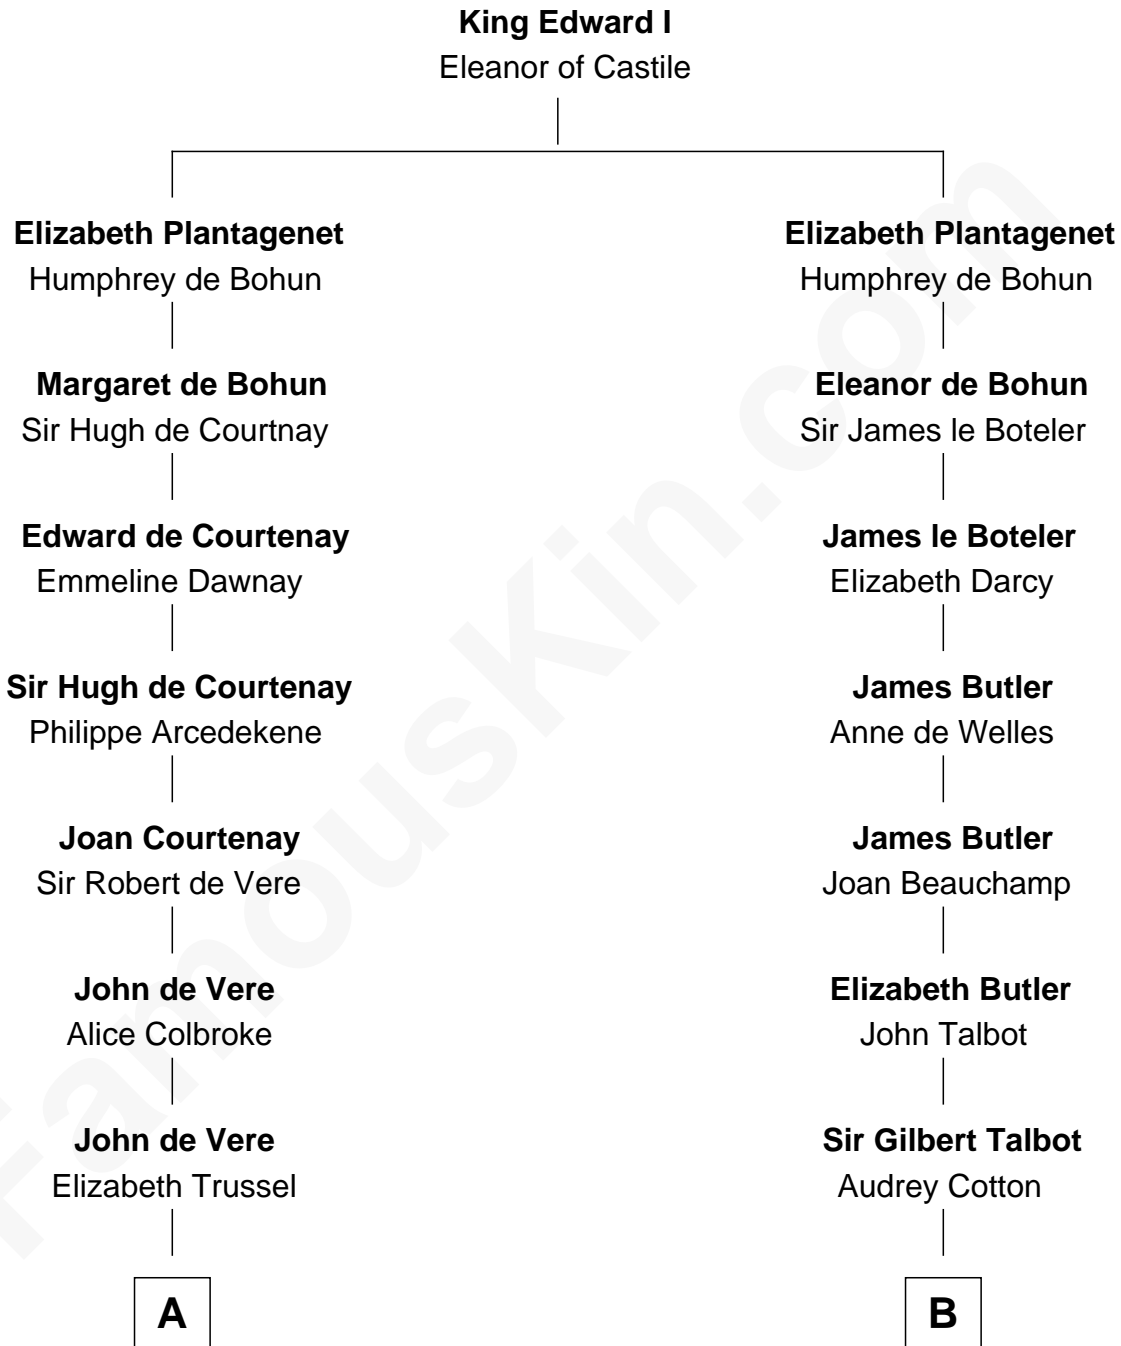 King Edward I
Eleanor of Castile
Elizabeth Plantagenet
Humphrey de Bohun
Elizabeth Plantagenet
Humphrey de Bohun
Margaret de Bohun
Sir Hugh de Courtnay
Eleanor de Bohun
Sir James le Boteler
Edward de Courtenay
Emmeline Dawnay
James le Boteler
Elizabeth Darcy
Sir Hugh de Courtenay
Philippe Arcedekene
James Butler
Anne de Welles
Joan Courtenay
Sir Robert de Vere
James Butler
Joan Beauchamp
John de Vere
Alice Colbroke
Elizabeth Butler
John Talbot
John de Vere
Elizabeth Trussel
Sir Gilbert Talbot
Audrey Cotton
A
B
FamousKin.com